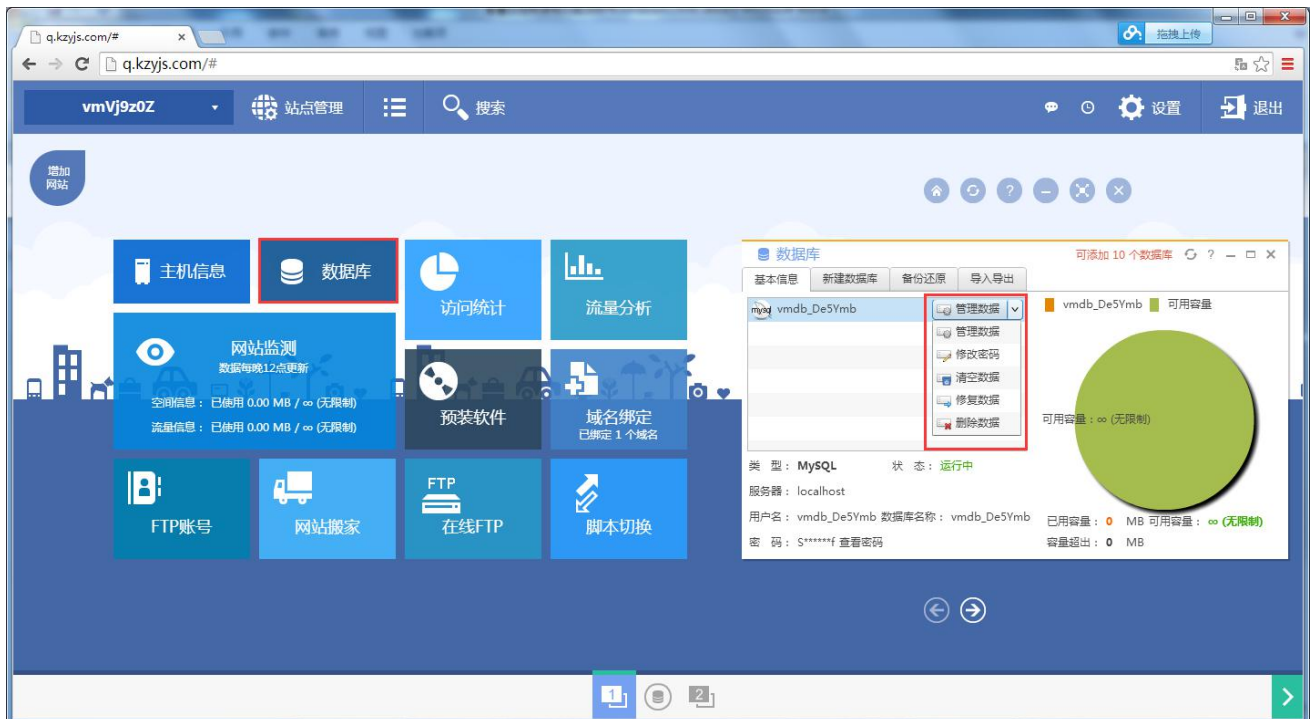 q.kzyjs.com/#
拖拽上传
q.kzyjs.com/#
vmVj9z0Z
站点管理
搜索
设置
退出
增加
网站
主机信息
数据库
访问统计
流量分析
网站监测
数据每晚12点更新
空间信息： 已使用 0.00 MB / ∞ (无限制)
流量信息： 已使用 0.00 MB / ∞ (无限制)
预装软件
域名绑定
已绑定 1 个域名
FTP账号
网站搬家
FTP
在线FTP
脚本切换
数据库
可添加 10 个数据库
?
基本信息
新建数据库
备份还原
导入导出
mysql
vmdb_De5Ymb
管理数据
管理数据
修改密码
清空数据
修复数据
删除数据
vmdb_De5Ymb
可用容量
可用容量：∞ (无限制)
类 型： MySQL
状 态： 运行中
服务器： localhost
用户名： vmdb_De5Ymb 数据库名称： vmdb_De5Ymb
密 码： S******f 查看密码
已用容量： 0 MB 可用容量： ∞ (无限制)
容量超出： 0 MB
1
2